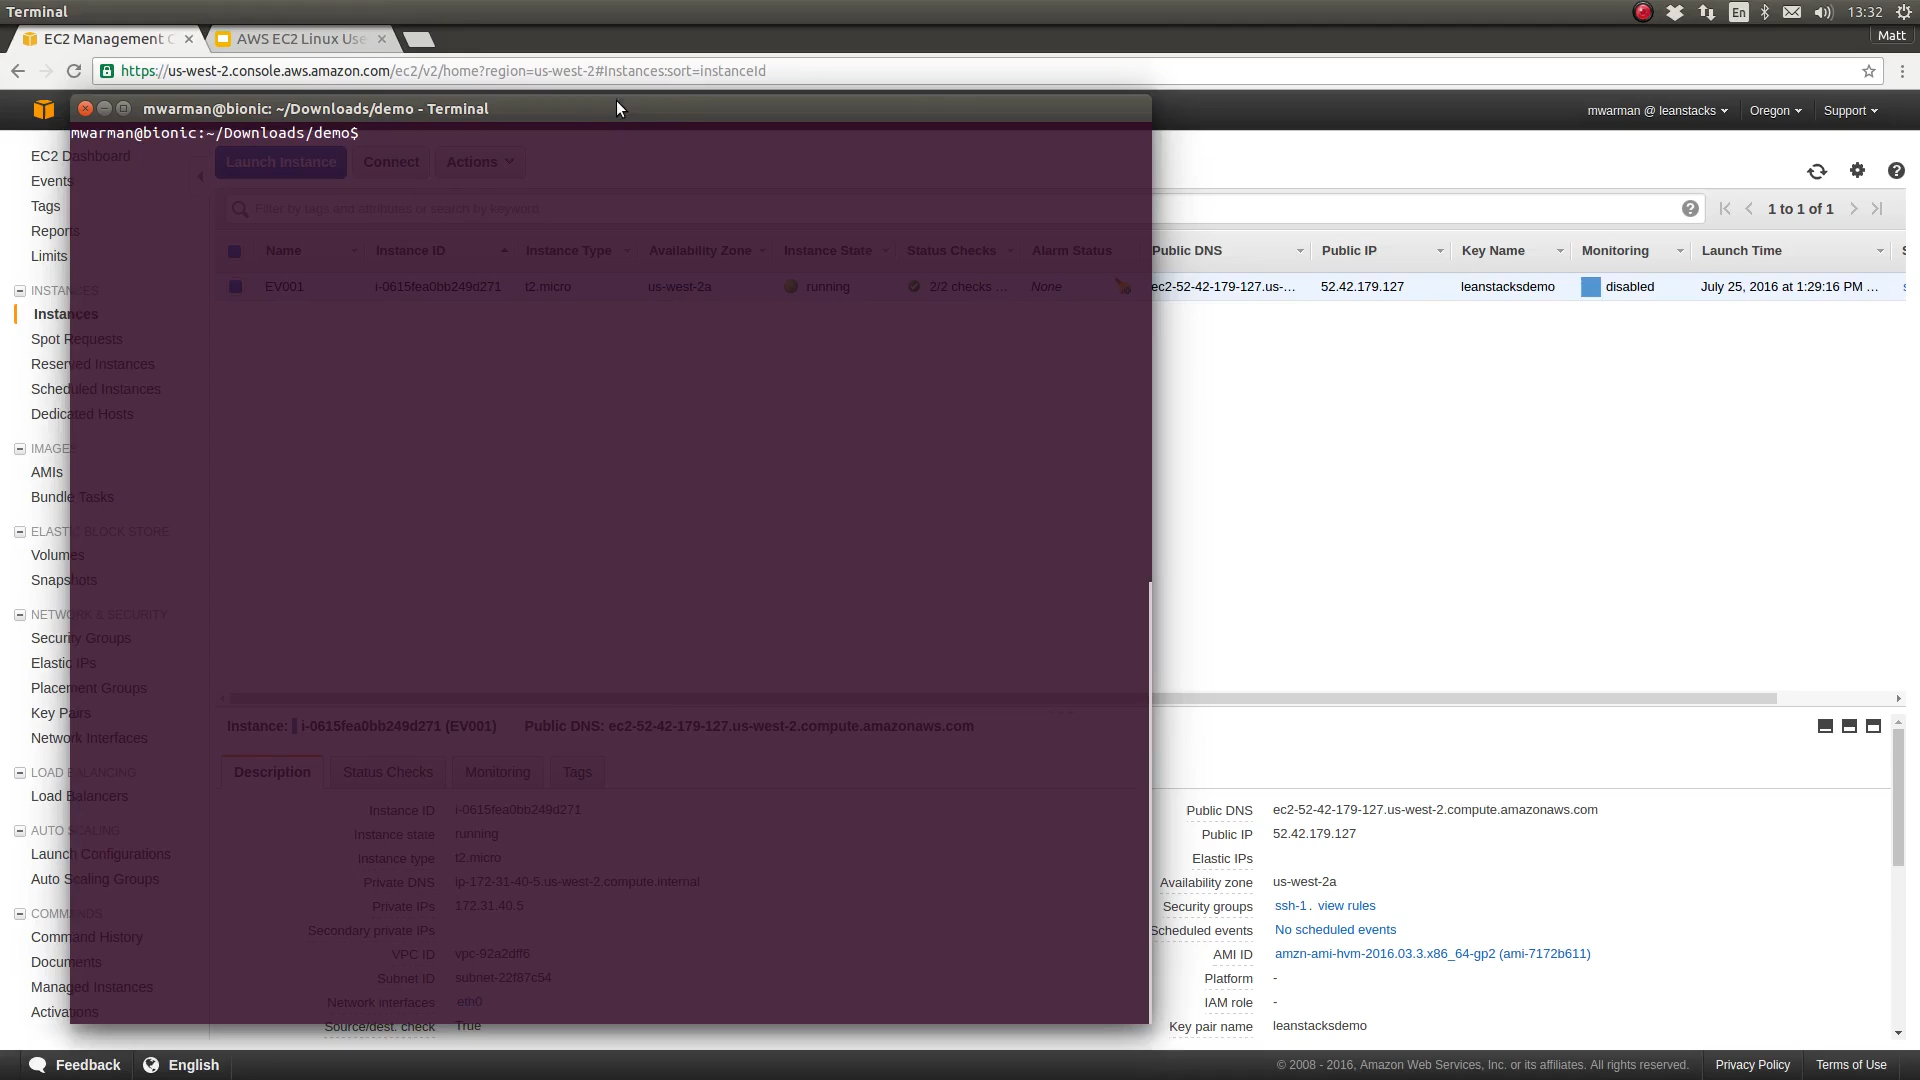 Terminal
En
13:32
EC2 Management C
AWS EC2 Linux Use
Matt
https://us-west-2.console.aws.amazon.com/ec2/v2/home?region=us-west-2#Instances:sort=instanceId
mwarman@bionic: ~/Downloads/demo - Terminal
mwarman @ leanstacks
Oregon
Support
mwarman@bionic:~/Downloads/demo$
EC2 Dashboard
Events
Tags
Reports
Limits
INSTANCES
Instances
Spot Requests
Reserved Instances
Scheduled Instances
Dedicated Hosts
IMAGES
AMIs
Bundle Tasks
ELASTIC BLOCK STORE
Volumes
Snapshots
NETWORK & SECURITY
Security Groups
Elastic IPs
Placement Groups
Key Pairs
Network Interfaces
LOAD BALANCING
Load Balancers
AUTO SCALING
Launch Configurations
Auto Scaling Groups
COMMANDS
Command History
Documents
Managed Instances
Activations
Launch Instance
Connect
Actions
Filter by tags and attributes or search by keyword
1 to 1 of 1
Name Instance ID Instance Type Availability Zone Instance State Status Checks Alarm Status Public DNS Public IP Key Name Monitoring Launch Time S
EV001 i-0615fea0bb249d271 t2.micro us-west-2a running 2/2 checks ... None ec2-52-42-179-127.us-... 52.42.179.127 leanstacksdemo disabled July 25, 2016 at 1:29:16 PM ... s
Instance: i-0615fea0bb249d271 (EV001) Public DNS: ec2-52-42-179-127.us-west-2.compute.amazonaws.com
Description
Status Checks
Monitoring
Tags
Instance ID i-0615fea0bb249d271
Instance state running
Instance type t2.micro
Private DNS ip-172-31-40-5.us-west-2.compute.internal
Private IPs 172.31.40.5
Secondary private IPs
VPC ID vpc-92a2dff6
Subnet ID subnet-22f87c54
Network interfaces eth0
Source/dest. check True
Public DNS ec2-52-42-179-127.us-west-2.compute.amazonaws.com
Public IP 52.42.179.127
Elastic IPs
Availability zone us-west-2a
Security groups ssh-1. view rules
Scheduled events No scheduled events
AMI ID amzn-ami-hvm-2016.03.3.x86_64-gp2 (ami-7172b611)
Platform -
IAM role -
Key pair name leanstacksdemo
Feedback
English
© 2008 - 2016, Amazon Web Services, Inc. or its affiliates. All rights reserved.
Privacy Policy
Terms of Use